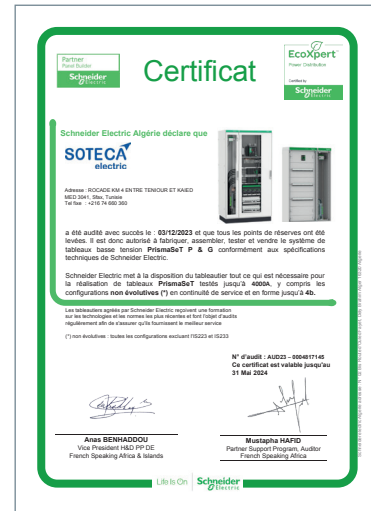 Partner
Panel Builder
Schneider
Electric
Certificat
EcoXpert™
Power Distribution
Certified by
Schneider
Electric
Schneider Electric Algérie déclare que
SOTECA
electric
Adresse : ROCADE KM 4 ENTRE TENIOUR ET KAIED
MED 3041, Sfax, Tunisie
Tel fixe : +216 74 860 360
a été audité avec succès le : 03/12/2023 et que tous les points de réserves ont été
levées. Il est donc autorisé à fabriquer, assembler, tester et vendre le système de
tableaux basse tension PrismaSeT P & G conformément aux spécifications
techniques de Schneider Electric.
Schneider Electric met à la disposition du tableautier tout ce qui est nécessaire pour
la réalisation de tableaux PrismaSeT testés jusqu'à 4000A, y compris les
configurations non évolutives (*) en continuité de service et en forme jusqu'à 4b.
Les tableautiers agréés par Schneider Electric reçoivent une formation
sur les technologies et les normes les plus récentes et font l'objet d'audits
régulièrement afin de s'assurer qu'ils fournissent le meilleur service
(*) non évolutives : toutes les configurations excluant l'IS223 et IS233
N° d'audit : AUD23 – 0004817145
Ce certificat est valable jusqu'au
31 Mai 2024
Anas BENHADDOU
Vice President H&D PP DE
French Speaking Africa & Islands
Mustapha HAFID
Partner Support Program, Auditor
French Speaking Africa
Life Is On
Schneider
Electric